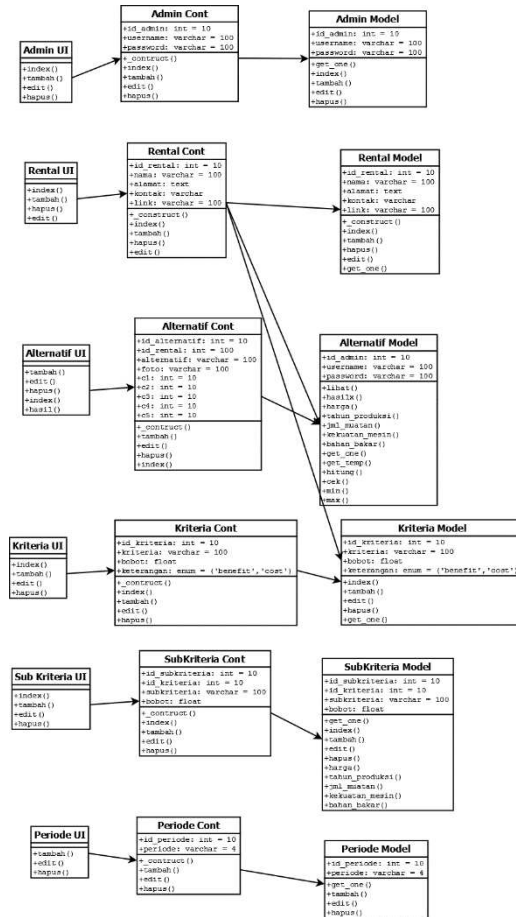 Admin UI
+index()
+tambah()
+edit()
+hapus()
Admin Cont
+id_admin: int = 10
+username: varchar = 100
+password: varchar = 100
+_contruct()
+index()
+tambah()
+edit()
+hapus()
Admin Model
+id_admin: int = 10
+username: varchar = 100
+password: varchar = 100
+get_one()
+index()
+tambah()
+edit()
+hapus()
Rental UI
+index()
+tambah()
+hapus()
+edit()
Rental Cont
+id_rental: int = 10
+nama: varchar = 100
+alamat: text
+kontak: varchar
+link: varchar = 100
+_construct()
+index()
+tambah()
+hapus()
+edit()
Rental Model
+id_rental: int = 10
+nama: varchar = 100
+alamat: text
+kontak: varchar
+link: varchar = 100
+_construct()
+index()
+tambah()
+hapus()
+edit()
+get_one()
Alternatif UI
+tambah()
+edit()
+hapus()
+index()
+hasil()
Alternatif Cont
+id_alternatif: int = 10
+id_rental: int = 100
+alternatif: varchar = 100
+foto: varchar = 100
+c1: int = 10
+c2: int = 10
+c3: int = 10
+c4: int = 10
+c5: int = 10
+_construct()
+tambah()
+edit()
+hapus()
+index()
Alternatif Model
+id_admin: int = 10
+username: varchar = 100
+password: varchar = 100
+lihat()
+hasilx()
+harga()
+tahun_produksi()
+jml_muatan()
+kekuatan_mesin()
+bahan_bakar()
+get_one()
+get_temp()
+hitung()
+cek()
+min()
+max()
Kriteria UI
+index()
+tambah()
+edit()
+hapus()
Kriteria Cont
+id_kriteria: int = 10
+kriteria: varchar = 100
+bobot: float
+keterangan: enum = ('benefit','cost')
+_contruct()
+index()
+tambah()
+edit()
+hapus()
Kriteria Model
+id_kriteria: int = 10
+kriteria: varchar = 100
+bobot: float
+keterangan: enum = ('benefit','cost')
+index()
+tambah()
+edit()
+hapus()
+get_one()
Sub Kriteria UI
+index()
+tambah()
+edit()
+hapus()
SubKriteria Cont
+id_subkriteria: int = 10
+id_kriteria: int = 10
+subkriteria: varchar = 100
+bobot: float
+_contruct()
+index()
+tambah()
+edit()
+hapus()
SubKriteria Model
+id_subkriteria: int = 10
+id_kriteria: int = 10
+subkriteria: varchar = 100
+bobot: float
+get_one()
+index()
+tambah()
+edit()
+hapus()
+harga()
+tahun_produksi()
+jml_muatan()
+kekuatan_mesin()
+bahan_bakar()
Periode UI
+tambah()
+edit()
+hapus()
Periode Cont
+id_periode: int = 10
+periode: varchar = 4
+_contruct()
+tambah()
+edit()
+hapus()
Periode Model
+id_periode: int = 10
+periode: varchar = 4
+get_one()
+tambah()
+edit()
+hapus()